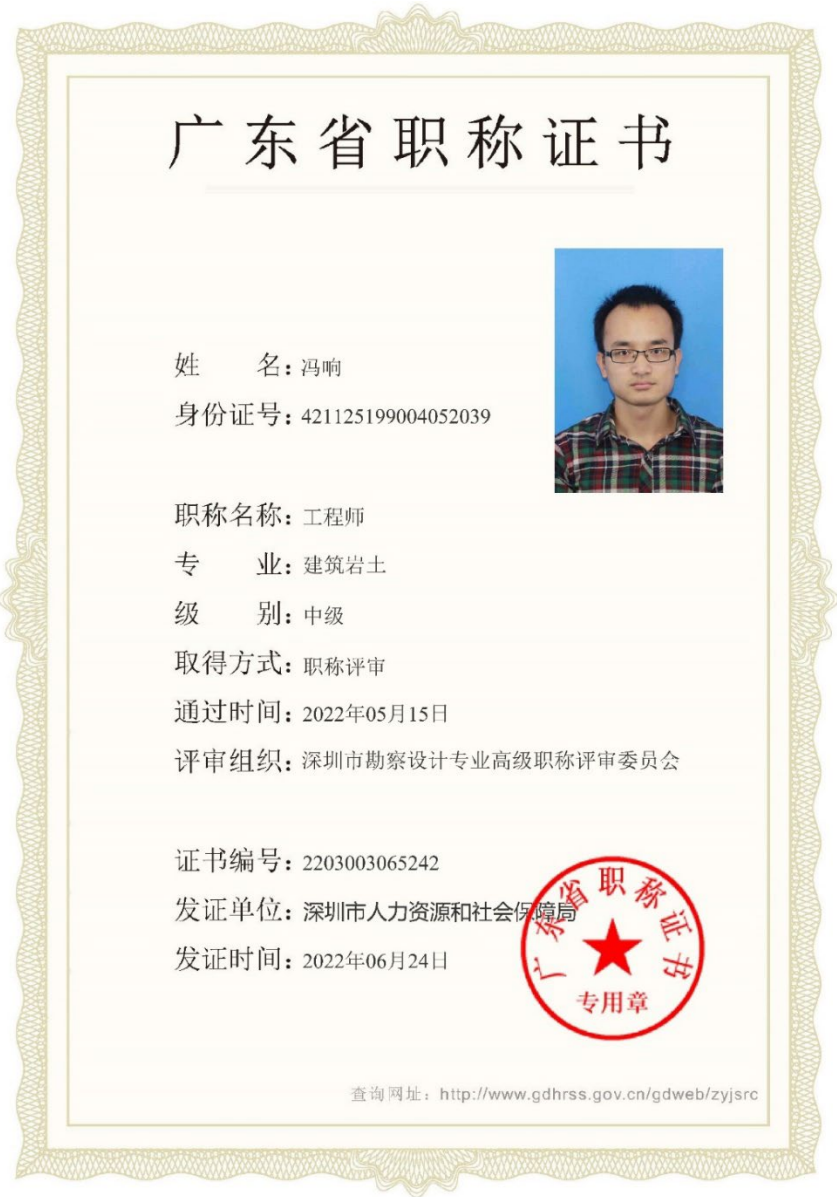 广东省职称证书
姓 名：冯响
身份证号：421125199004052039
职称名称：工程师
专 业：建筑岩土
级 别：中级
取得方式：职称评审
通过时间：2022年05月15日
评审组织：深圳市勘察设计专业高级职称评审委员会
证书编号：2203003065242
发证单位：深圳市人力资源和社会保障局
发证时间：2022年06月24日
广东省职称证书
专用章
查询网址：http://www.gdhrss.gov.cn/gdweb/zyjsrc